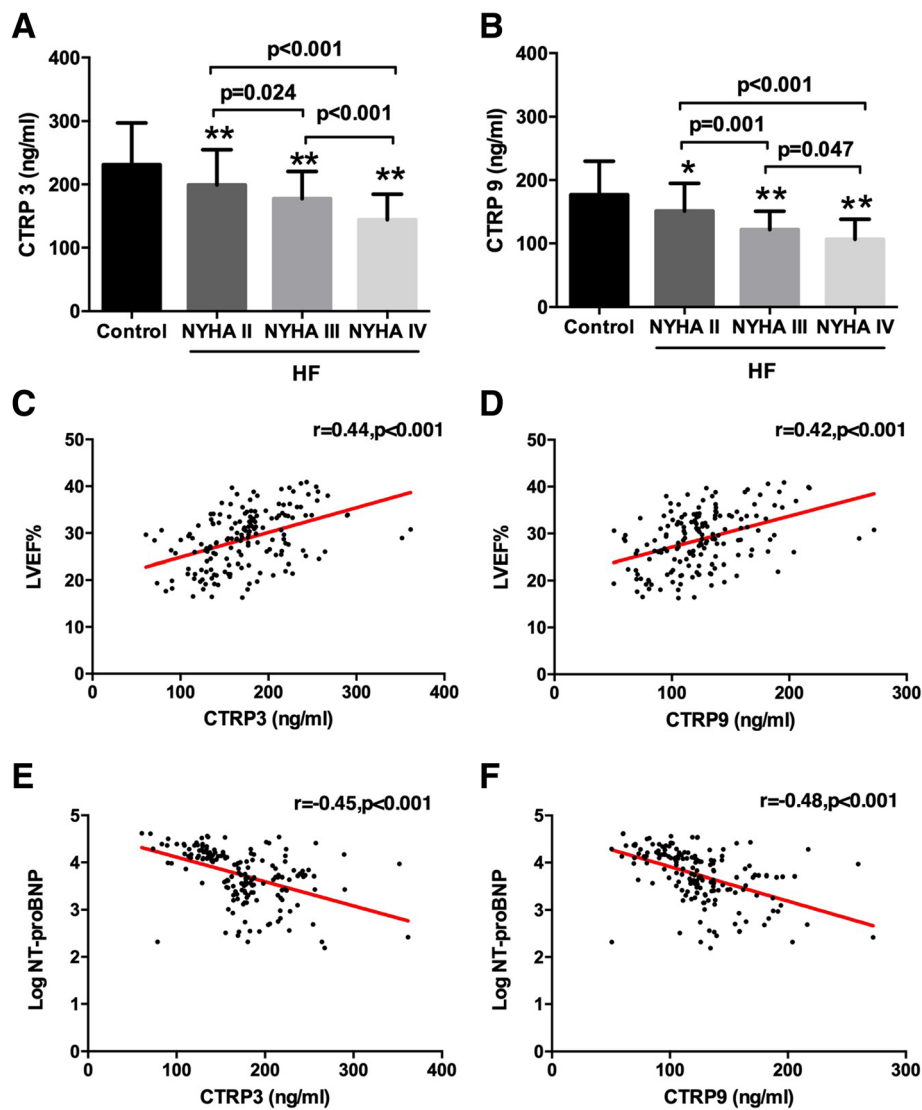 A
CTRP 3 (ng/ml)
400
300
200
100
0
p<0.001
p=0.024
p<0.001
**
**
**
Control
NYHA II
NYHA III
NYHA IV
HF
B
CTRP 9 (ng/ml)
400
300
200
100
0
p<0.001
p=0.001
p=0.047
*
**
**
Control
NYHA II
NYHA III
NYHA IV
HF
C
r=0.44,p<0.001
LVEF%
50
40
30
20
10
0
0
100
200
300
400
CTRP3 (ng/ml)
D
r=0.42,p<0.001
LVEF%
50
40
30
20
10
0
0
100
200
300
CTRP9 (ng/ml)
E
r=-0.45,p<0.001
Log NT-proBNP
5
4
3
2
1
0
0
100
200
300
400
CTRP3 (ng/ml)
F
r=-0.48,p<0.001
Log NT-proBNP
5
4
3
2
1
0
0
100
200
300
CTRP9 (ng/ml)